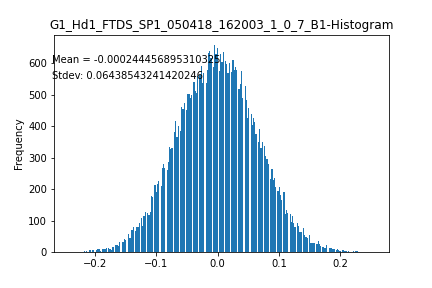 G1_Hd1_FTDS_SP1_050418_162003_1_0_7_B1-Histogram
Mean = -0.000244456895310325
Stdev: 0.06438543241420246
Frequency
600
500
400
300
200
100
0
−0.2 −0.1 0.0 0.1 0.2